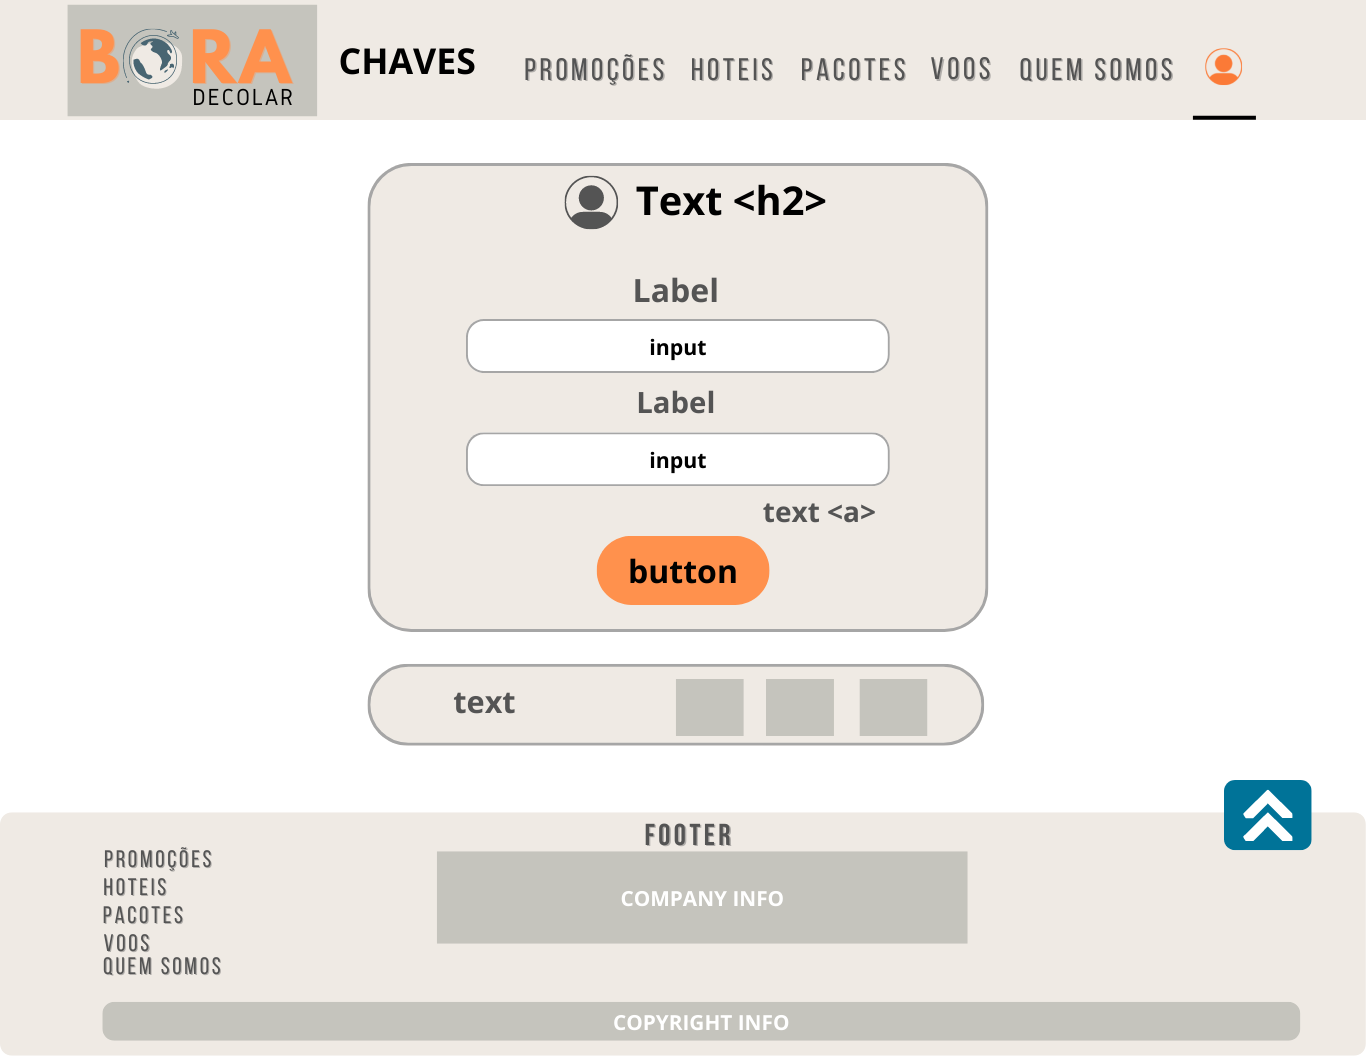 BORA
DECOLAR
CHAVES
PROMOÇÕES HOTEIS PACOTES VOOS QUEM SOMOS
Text <h2>
Label
input
Label
input
text <a>
button
text
FOOTER
PROMOÇÕES
HOTEIS
PACOTES
VOOS
QUEM SOMOS
COMPANY INFO
COPYRIGHT INFO